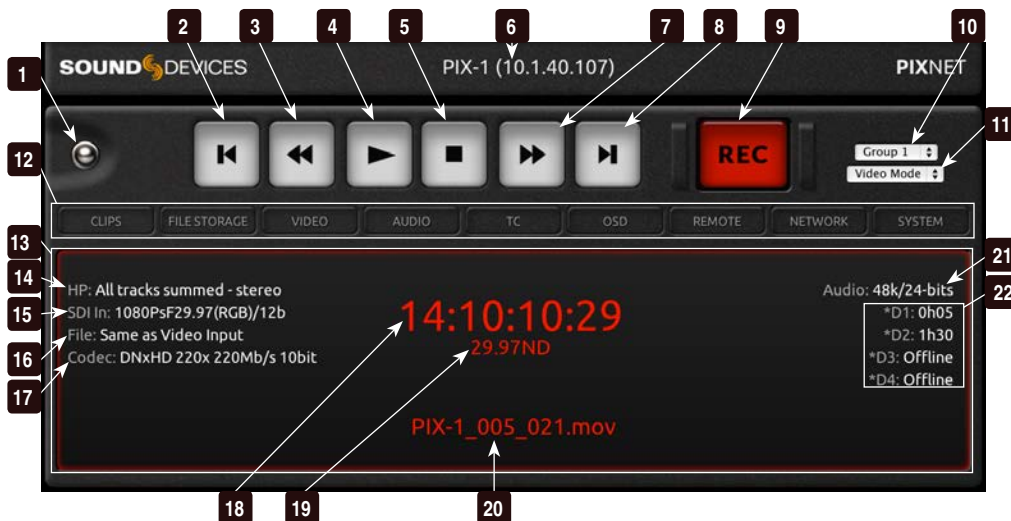 2 3 4 5 6 7 8 9 10
1
SOUND DEVICES PIX-1 (10.1.40.107) PIXNET
11
REC
Group 1
Video Mode
12
CLIPS FILE STORAGE VIDEO AUDIO TC OSD REMOTE NETWORK SYSTEM
13
21
14
HP: All tracks summed - stereo
Audio: 48k/24-bits
22
15
SDI In: 1080PsF29.97(RGB)/12b
14:10:10:29
*D1: 0h05
16
File: Same as Video Input
29.97ND
*D2: 1h30
17
Codec: DNxHD 220x 220Mb/s 10bit
*D3: Offline
*D4: Offline
PIX-1_005_021.mov
18 19 20